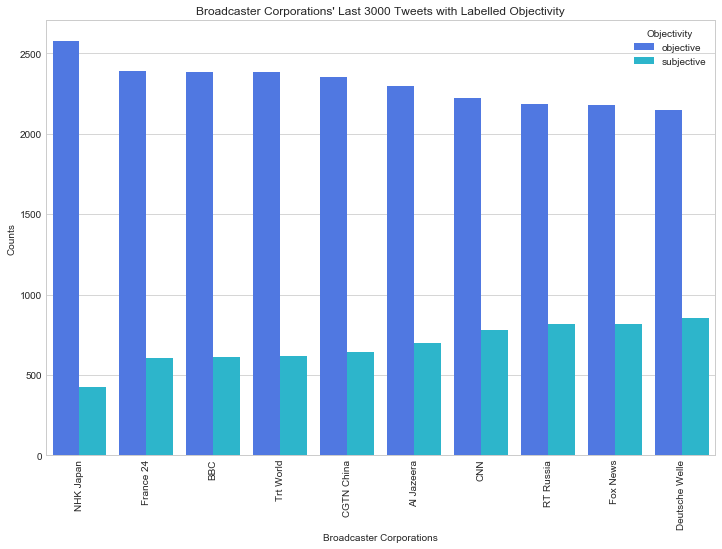 Broadcaster Corporations' Last 3000 Tweets with Labelled Objectivity
Objectivity
objective
subjective
Counts
2500
2000
1500
1000
500
0
NHK Japan
France 24
BBC
Trt World
CGTN China
Al Jazeera
CNN
RT Russia
Fox News
Deutsche Welle
Broadcaster Corporations